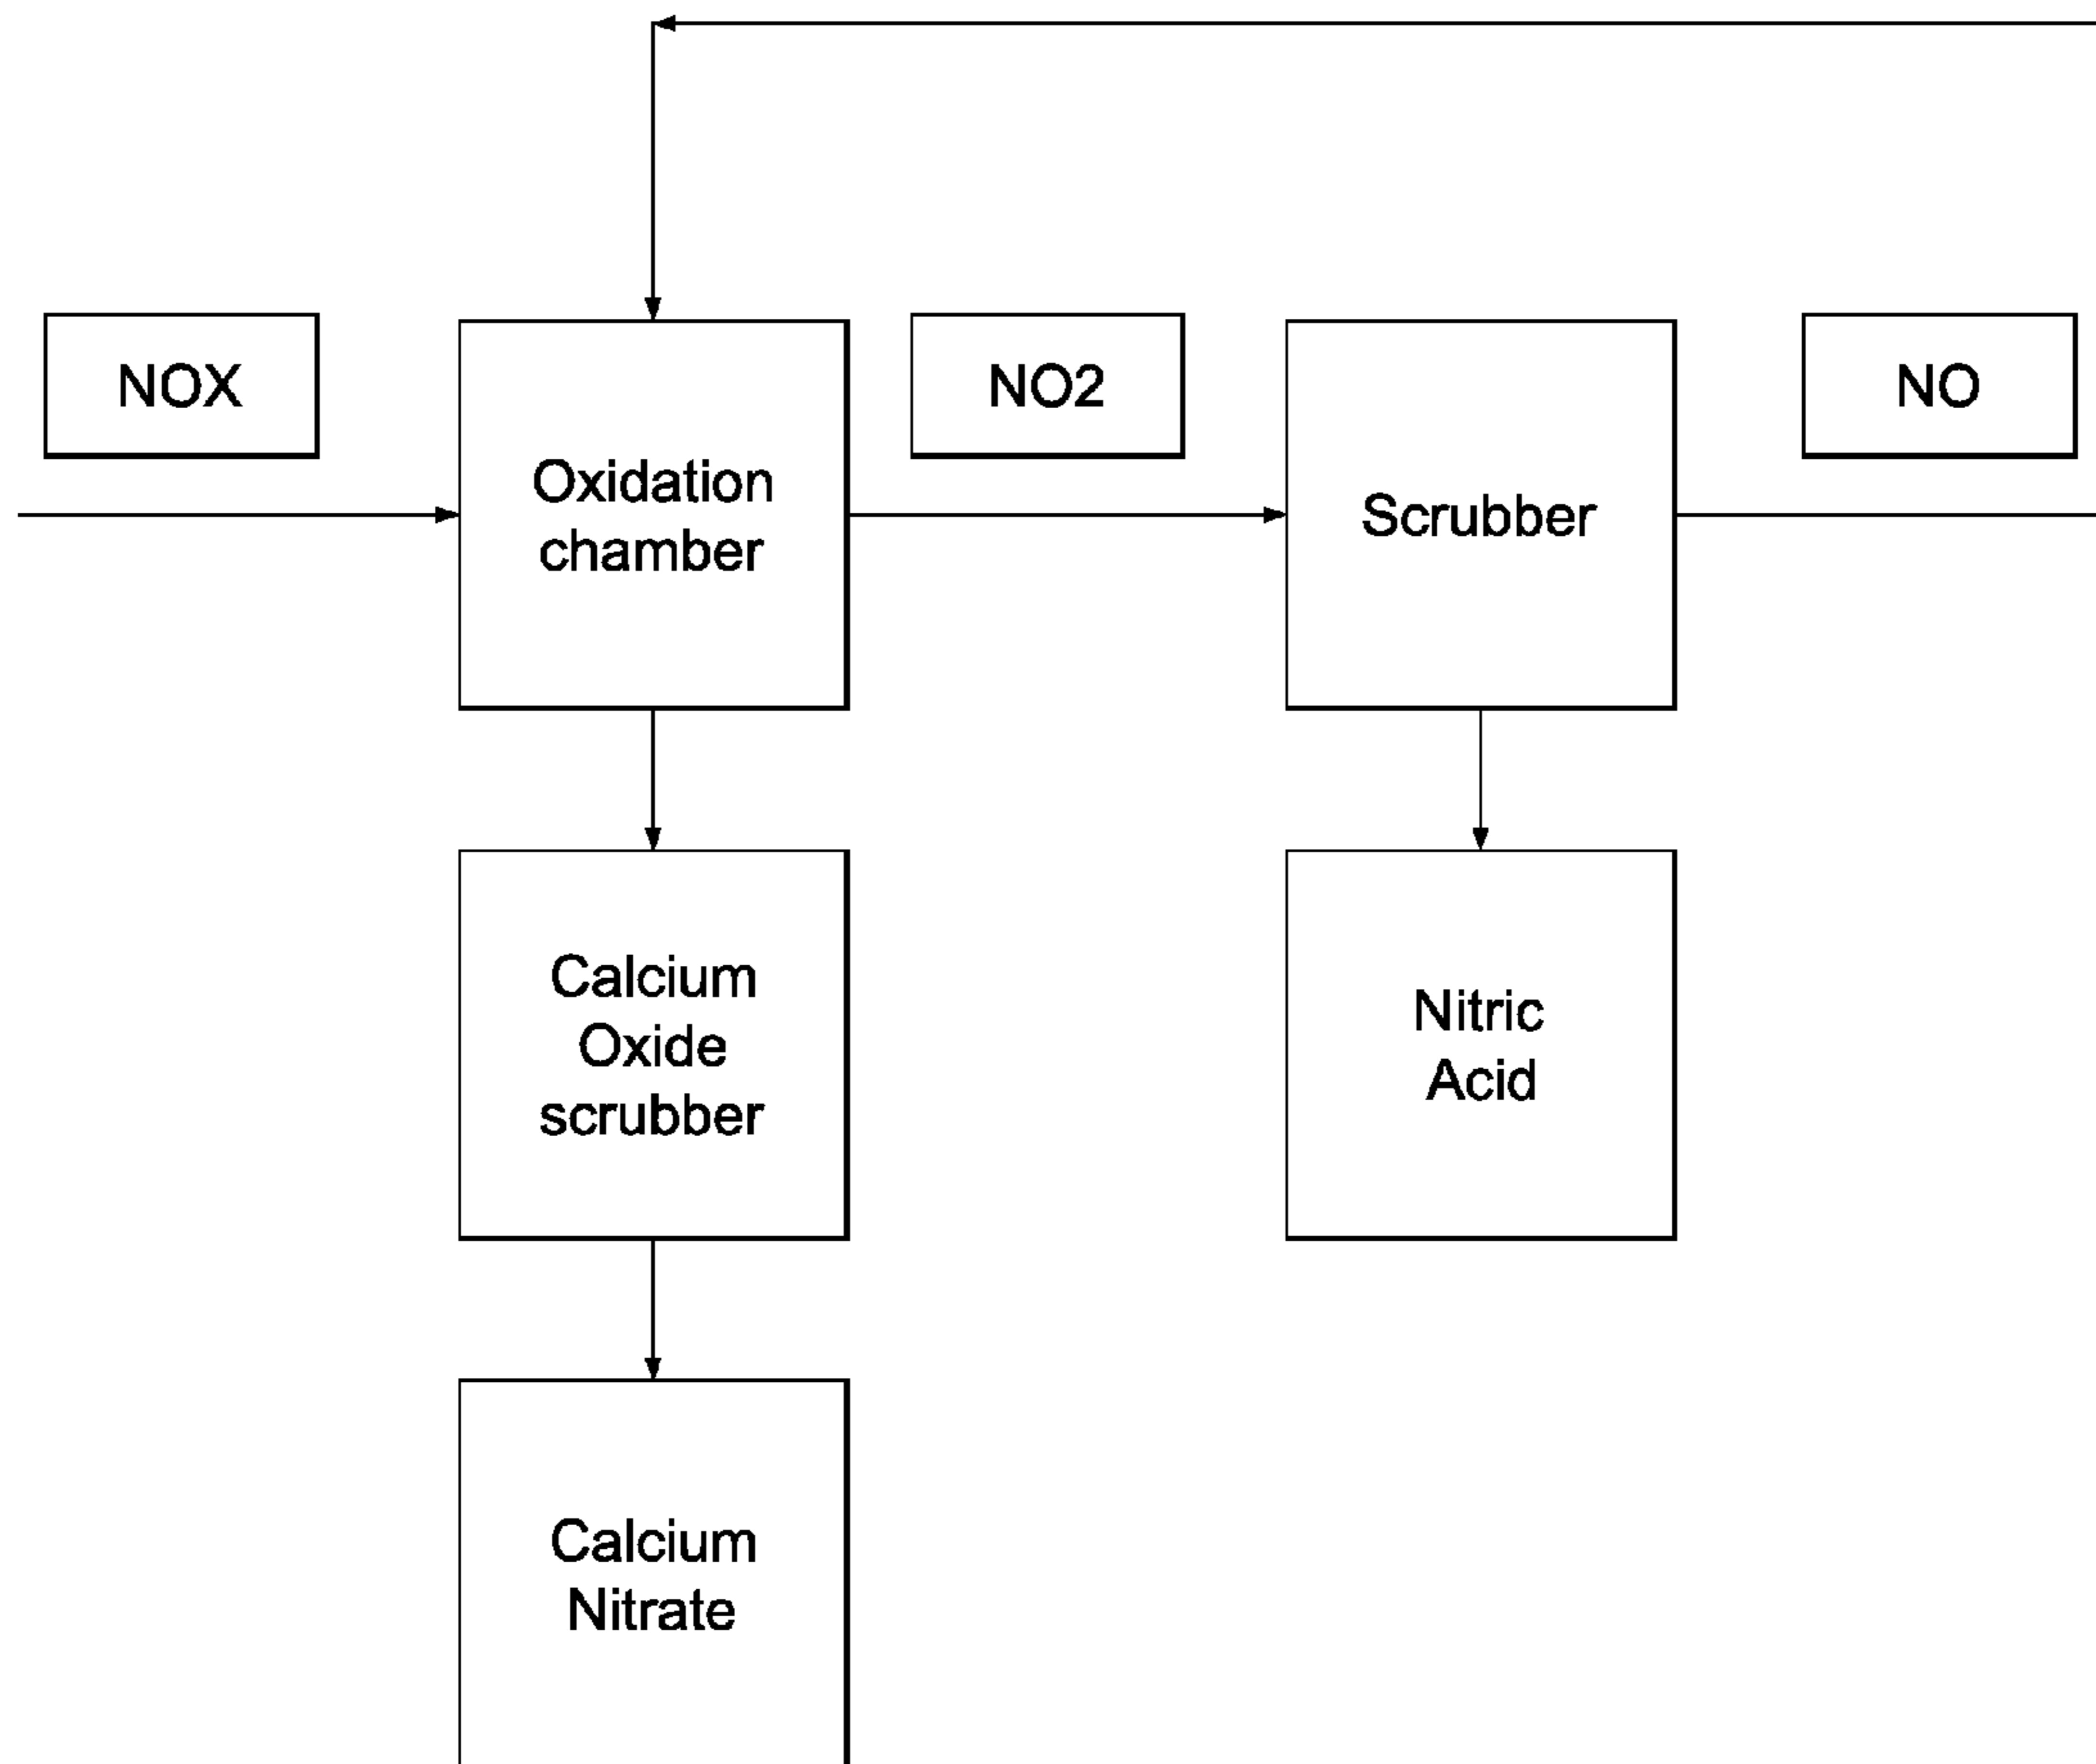 NOX
Oxidation
chamber
NO2
Scrubber
NO
Calcium
Oxide
scrubber
Nitric
Acid
Calcium
Nitrate